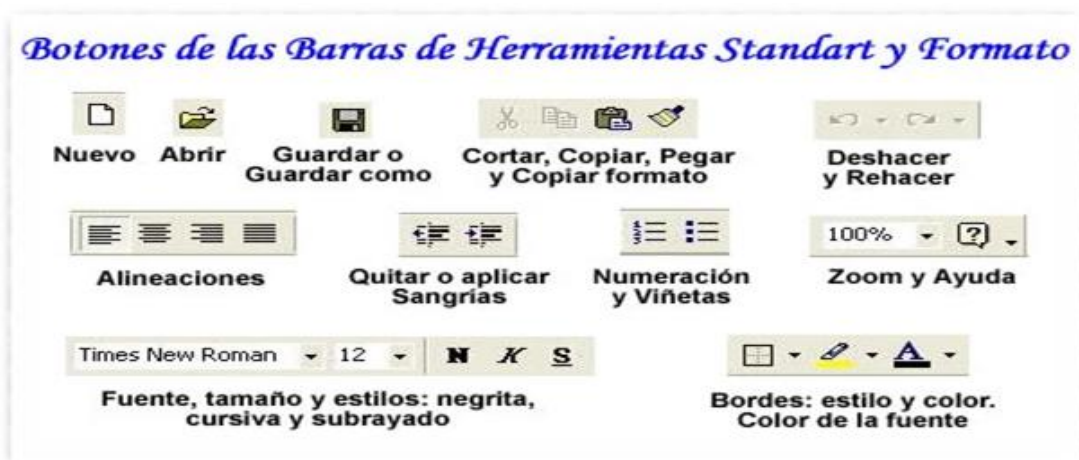 Botones de las Barras de Herramientas Standart y Formato
Nuevo
Abrir
Guardar o
Guardar como
Cortar, Copiar, Pegar
y Copiar formato
Deshacer
y Rehacer
Alineaciones
Quitar o aplicar
Sangrías
Numeración
y Viñetas
100%
Zoom y Ayuda
Times New Roman 12 N K S
Fuente, tamaño y estilos: negrita,
cursiva y subrayado
A
Bordes: estilo y color.
Color de la fuente